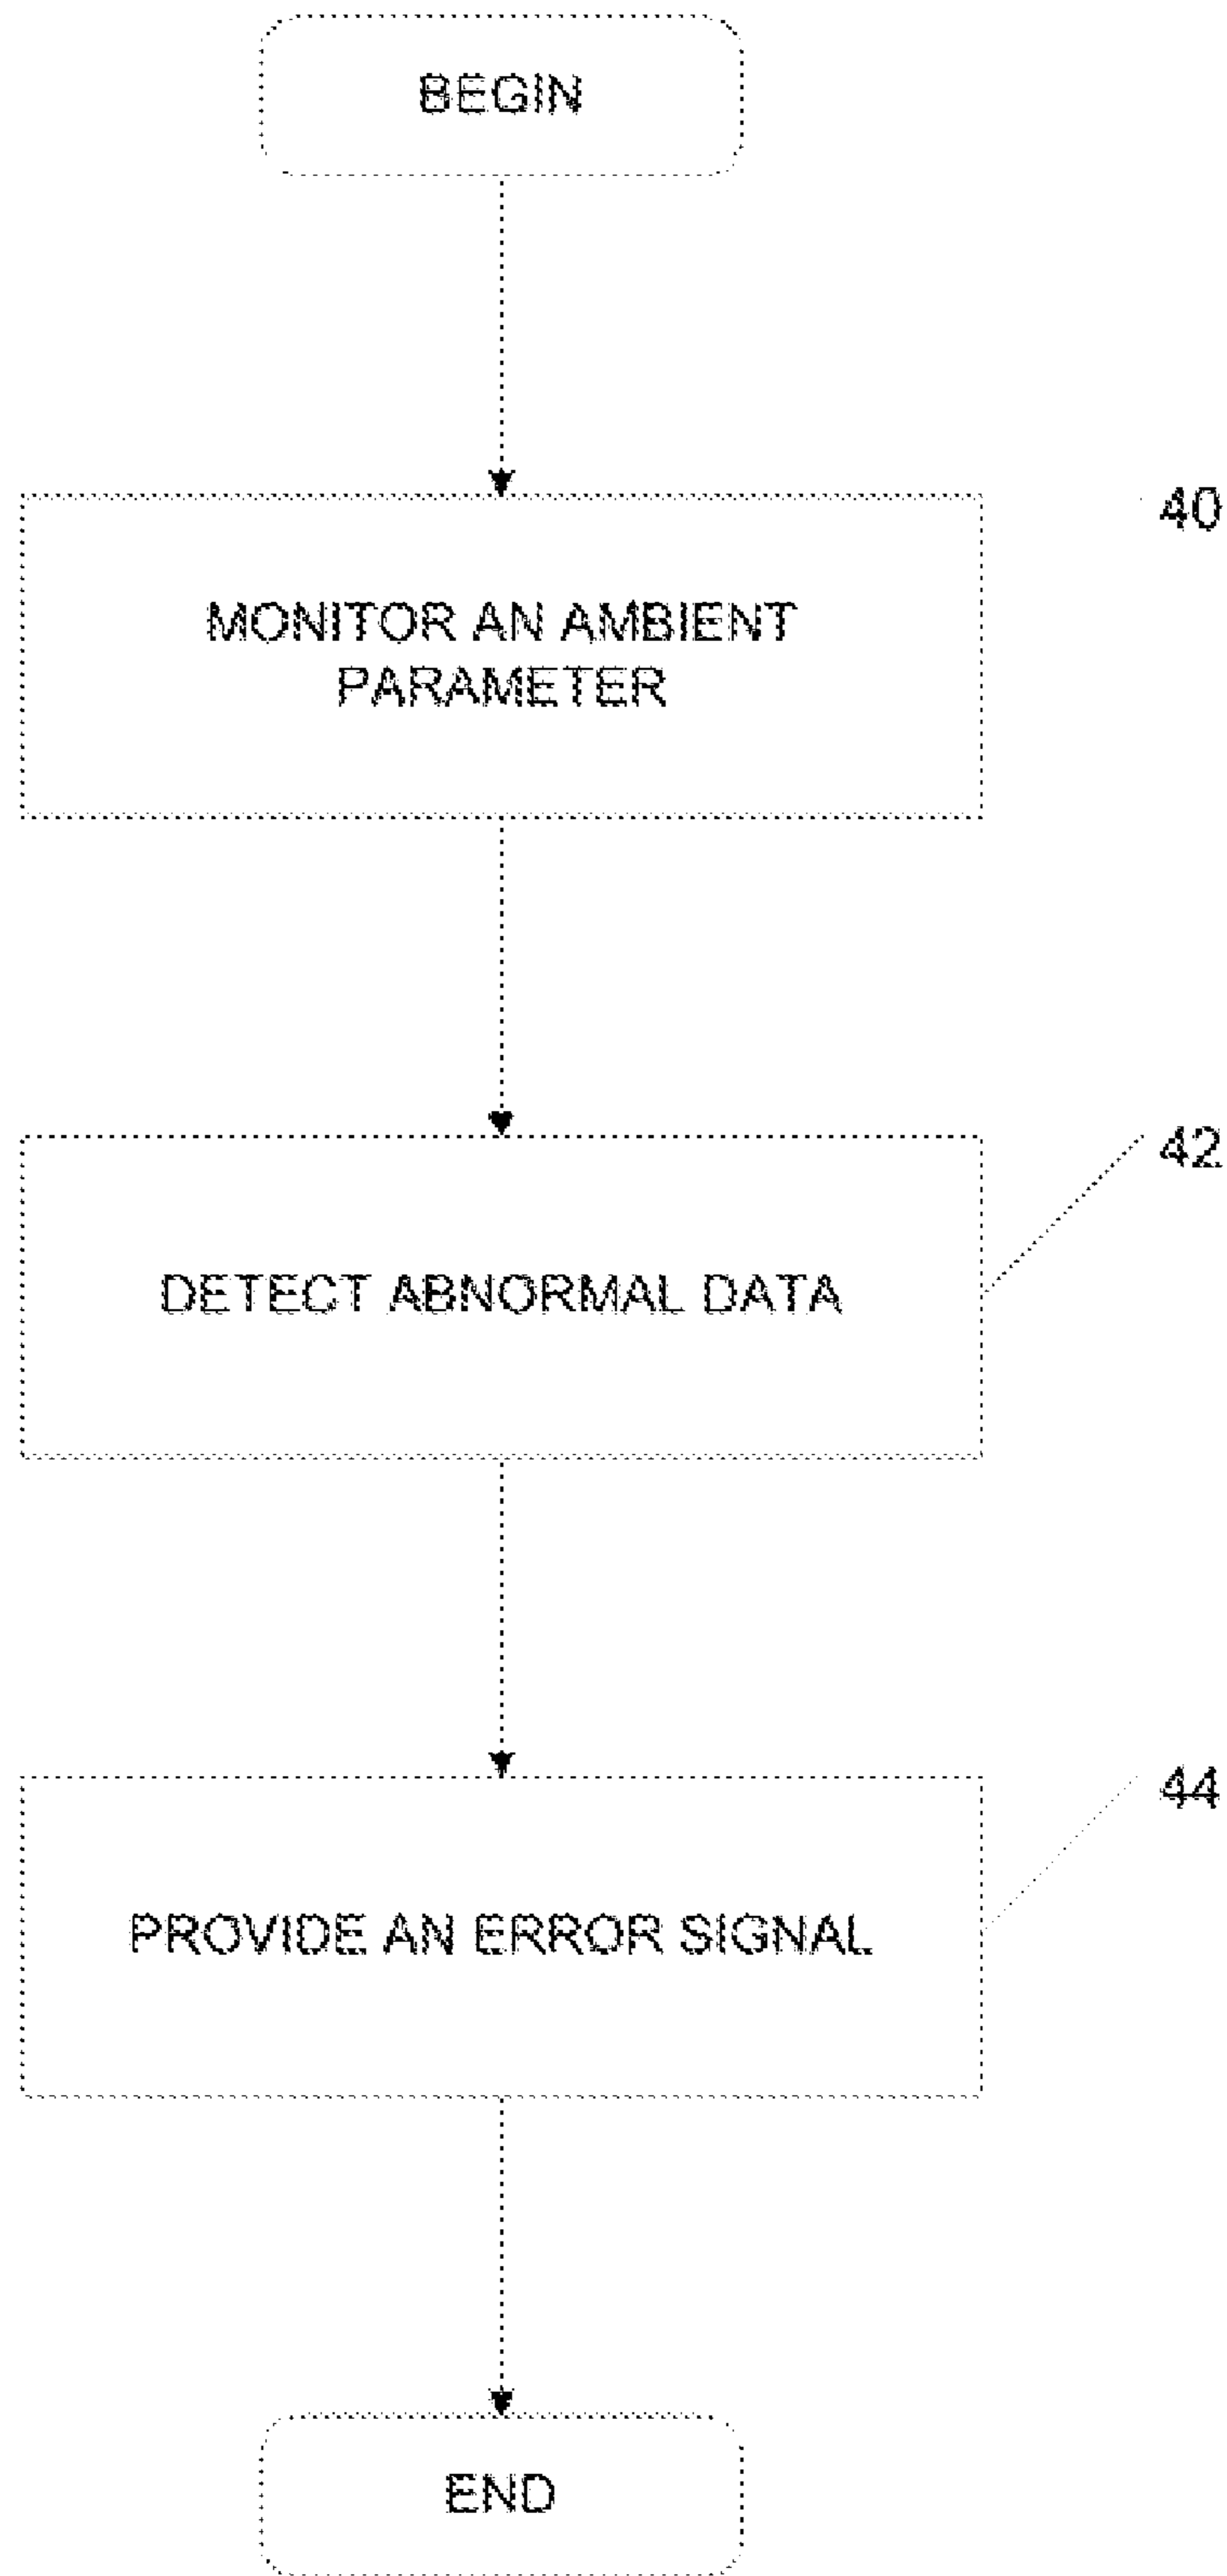 BEGIN
40
MONITOR AN AMBIENT
PARAMETER
42
DETECT ABNORMAL DATA
44
PROVIDE AN ERROR SIGNAL
END